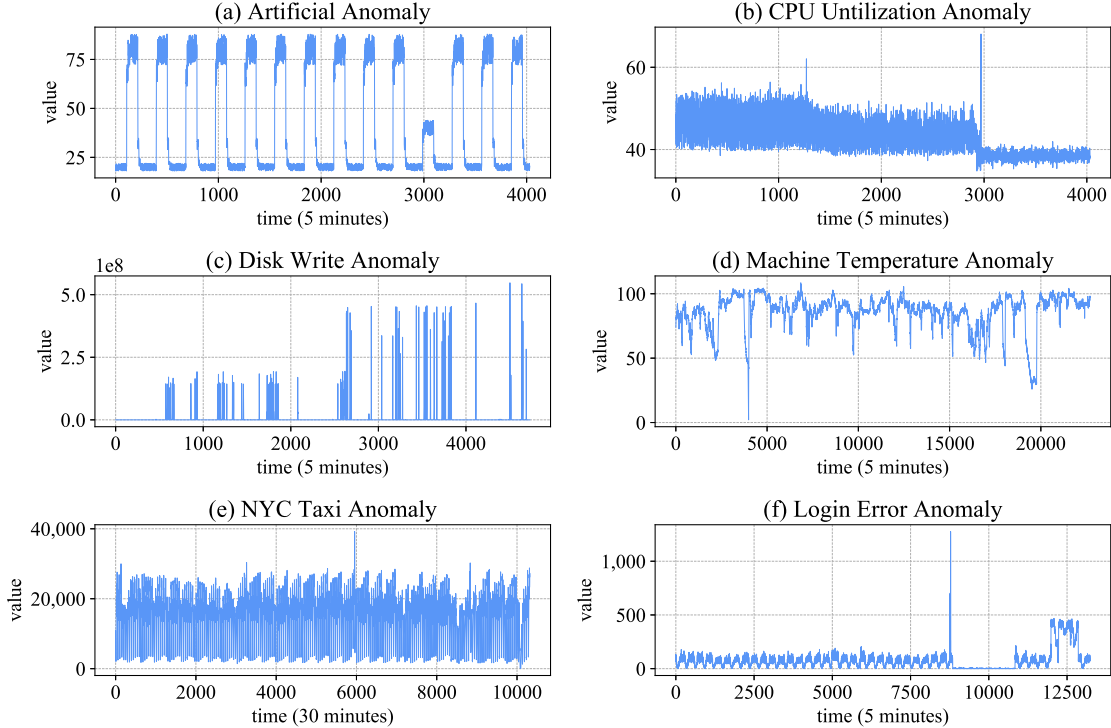 (a) Artificial Anomaly
75
50
25
value
0 1000 2000 3000 4000
time (5 minutes)
(b) CPU Untilization Anomaly
60
40
value
0 1000 2000 3000 4000
time (5 minutes)
(c) Disk Write Anomaly
1e8
5.0
2.5
0.0
value
0 1000 2000 3000 4000
time (5 minutes)
(d) Machine Temperature Anomaly
100
50
0
value
0 5000 10000 15000 20000
time (5 minutes)
(e) NYC Taxi Anomaly
40,000
20,000
0
value
0 2000 4000 6000 8000 10000
time (30 minutes)
(f) Login Error Anomaly
1,000
500
0
value
0 2500 5000 7500 10000 12500
time (5 minutes)